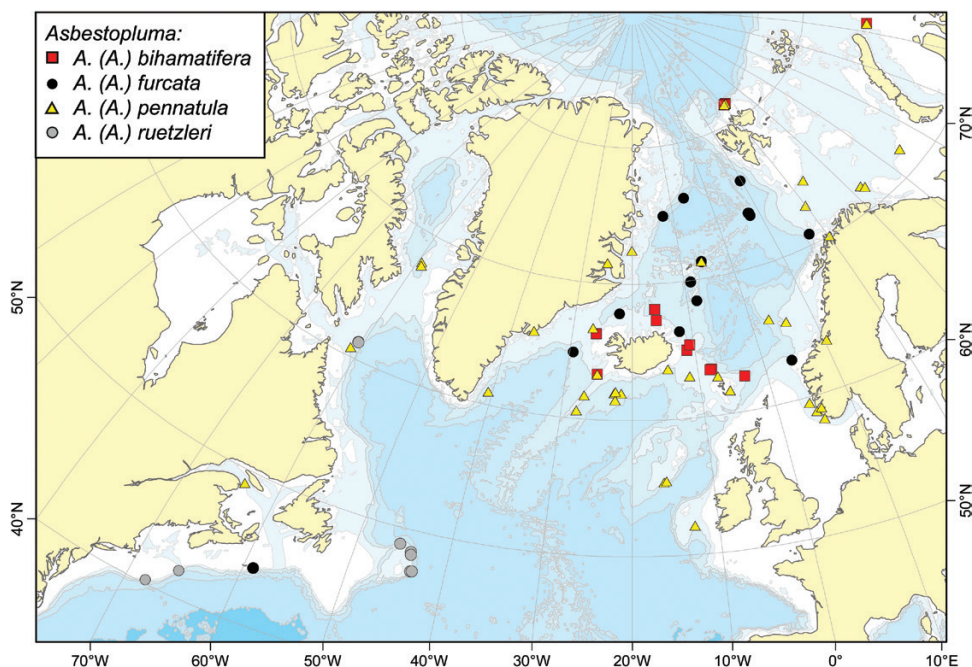 Asbestopluma:
A. (A.) bihamatifera
A. (A.) furcata
A. (A.) pennatula
A. (A.) ruetzleri
70°N
50°N
60°N
50°N
40°N
70°W 60°W 50°W 40°W 30°W 20°W 10°W 0° 10°E